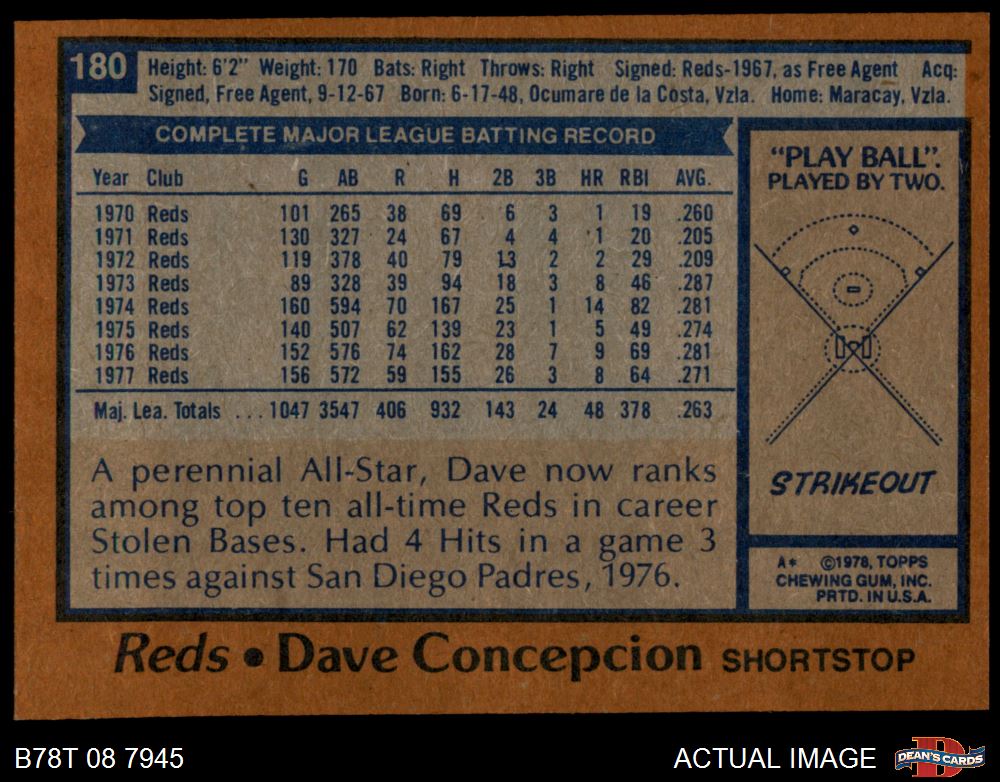 180
Height: 6'2" Weight: 170 Bats: Right Throws: Right Signed: Reds-1967, as Free Agent Acq:
Signed, Free Agent, 9-12-67 Born: 6-17-48, Ocumare de la Costa, Vzla. Home: Maracay, Vzla.
COMPLETE MAJOR LEAGUE BATTING RECORD
Year Club G AB R H 2B 3B HR RBI AVG.
1970 Reds 101 265 38 69 6 3 1 19 .260
1971 Reds 130 327 24 67 4 4 1 20 .205
1972 Reds 119 378 40 79 13 2 2 29 .209
1973 Reds 89 328 39 94 18 3 8 46 .287
1974 Reds 160 594 70 167 25 1 14 82 .281
1975 Reds 140 507 62 139 23 1 5 49 .274
1976 Reds 152 576 74 162 28 7 9 69 .281
1977 Reds 156 572 59 155 26 3 8 64 .271
Maj. Lea. Totals ... 1047 3547 406 932 143 24 48 378 .263
A perennial All-Star, Dave now ranks
among top ten all-time Reds in career
Stolen Bases. Had 4 Hits in a game 3
times against San Diego Padres, 1976.
"PLAY BALL".
PLAYED BY TWO.
STRIKEOUT
A* ©1978, TOPPS
CHEWING GUM, INC.
PRTD. IN U.S.A.
Reds • Dave Concepcion SHORTSTOP
B78T 08 7945
ACTUAL IMAGE
D
DEAN'S CARDS